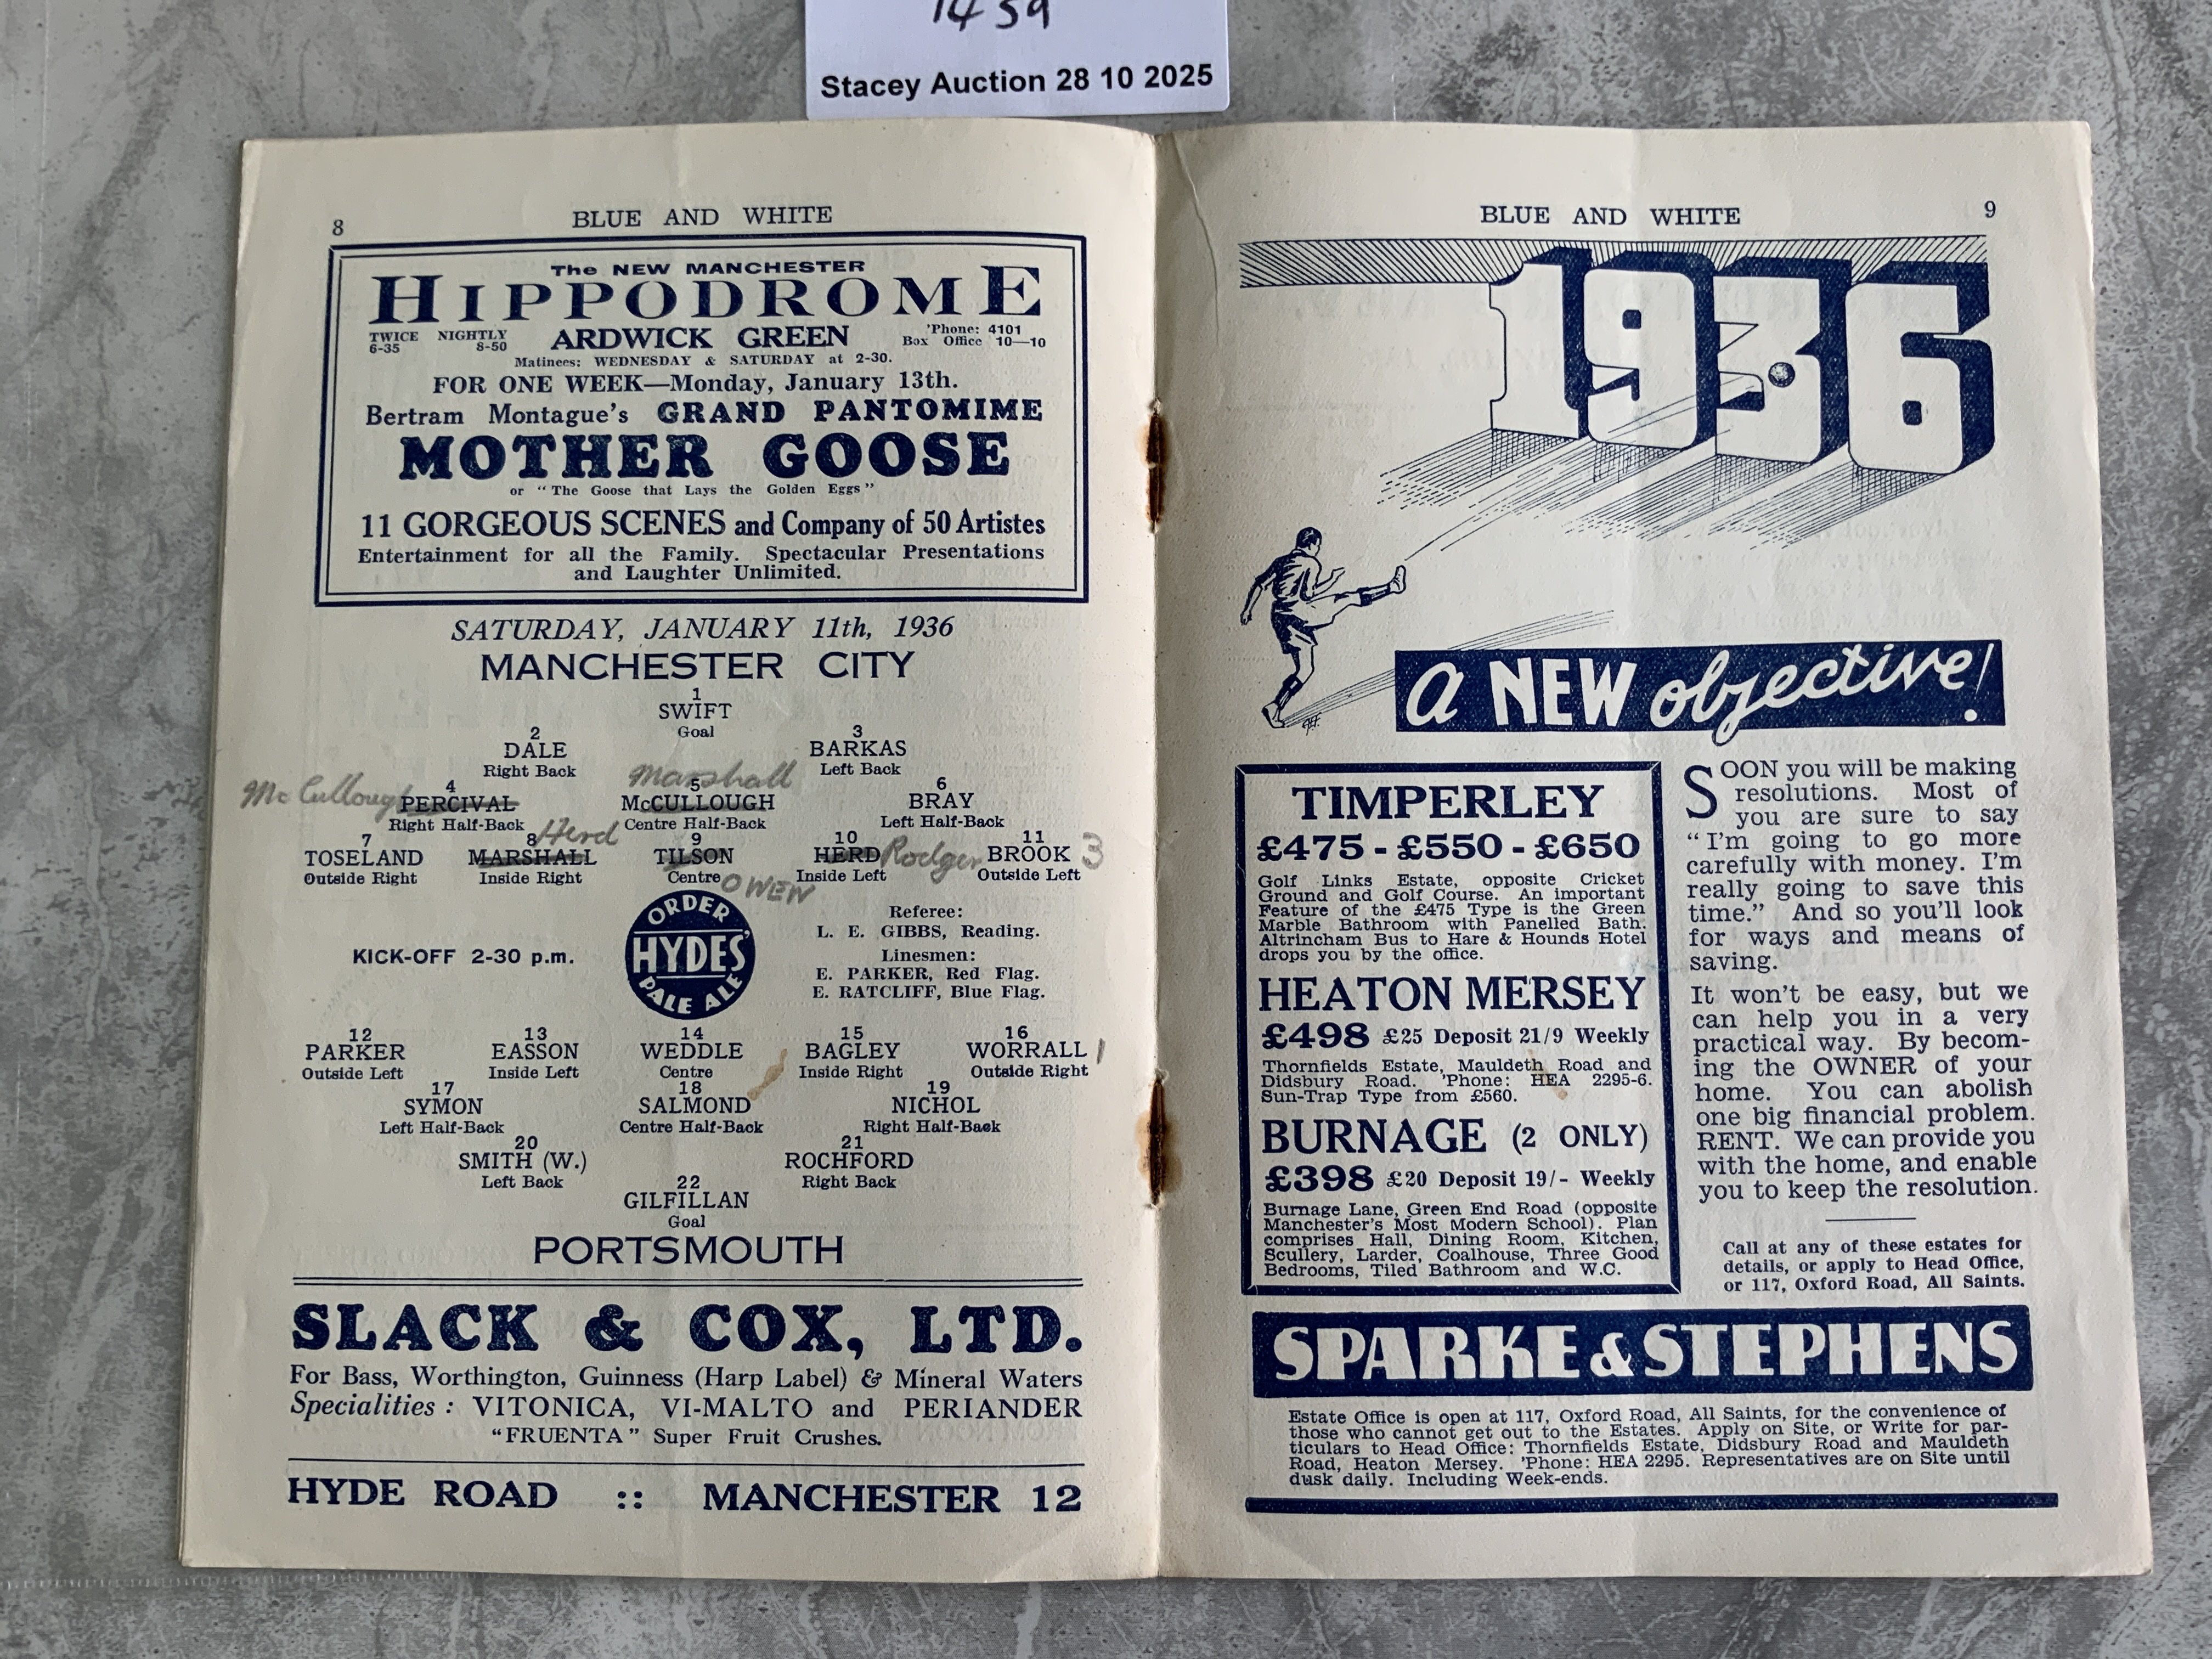 1459
Stacey Auction 28 10 2025
8
BLUE AND WHITE
The NEW MANCHESTER
HIPPODROME
TWICE NIGHTLY
6-35 8-50
ARDWICK GREEN
'Phone: 4101
Box Office 10—10
Matinees: WEDNESDAY & SATURDAY at 2-30.
FOR ONE WEEK—Monday, January 13th.
Bertram Montague's GRAND PANTOMIME
MOTHER GOOSE
or "The Goose that Lays the Golden Eggs"
11 GORGEOUS SCENES and Company of 50 Artistes
Entertainment for all the Family. Spectacular Presentations
and Laughter Unlimited.
SATURDAY, JANUARY 11th, 1936
MANCHESTER CITY
1
SWIFT
Goal
2 3
DALE BARKAS
Right Back Left Back
Marshall
4 5 6
McCullough PERCIVAL McCULLOUGH BRAY
Right Half-Back Centre Half-Back Left Half-Back
Herd
7 8 9 10 11
TOSELAND MARSHALL TILSON HERD Rodger BROOK 3
Outside Right Inside Right Centre Inside Left Outside Left
OWEN
KICK-OFF 2-30 p.m.
ORDER
HYDES'
PALE ALE
Referee:
L. E. GIBBS, Reading.
Linesmen:
E. PARKER, Red Flag.
E. RATCLIFF, Blue Flag.
12 13 14 15 16
PARKER EASSON WEDDLE BAGLEY WORRALL 1
Outside Left Inside Left Centre Inside Right Outside Right
17 18 19
SYMON SALMOND NICHOL
Left Half-Back Centre Half-Back Right Half-Back
20 21
SMITH (W.) ROCHFORD
Left Back Right Back
22
GILFILLAN
Goal
PORTSMOUTH
SLACK & COX, LTD.
For Bass, Worthington, Guinness (Harp Label) & Mineral Waters
Specialities : VITONICA, VI-MALTO and PERIANDER
"FRUENTA" Super Fruit Crushes.
HYDE ROAD :: MANCHESTER 12
BLUE AND WHITE
9
1936
a NEW objective!
TIMPERLEY
£475 - £550 - £650
Golf Links Estate, opposite Cricket
Ground and Golf Course. An important
Feature of the £475 Type is the Green
Marble Bathroom with Panelled Bath.
Altrincham Bus to Hare & Hounds Hotel
drops you by the office.
HEATON MERSEY
£498 £25 Deposit 21/9 Weekly
Thornfields Estate, Mauldeth Road and
Didsbury Road. 'Phone: HEA 2295-6.
Sun-Trap Type from £560.
BURNAGE (2 ONLY)
£398 £20 Deposit 19/- Weekly
Burnage Lane, Green End Road (opposite
Manchester's Most Modern School). Plan
comprises Hall, Dining Room, Kitchen,
Scullery, Larder, Coalhouse, Three Good
Bedrooms, Tiled Bathroom and W.C.
SOON you will be making
resolutions. Most of
you are sure to say
"I'm going to go more
carefully with money. I'm
really going to save this
time." And so you'll look
for ways and means of
saving.
It won't be easy, but we
can help you in a very
practical way. By becom-
ing the OWNER of your
home. You can abolish
one big financial problem.
RENT. We can provide you
with the home, and enable
you to keep the resolution.
Call at any of these estates for
details, or apply to Head Office,
or 117, Oxford Road, All Saints.
SPARKE & STEPHENS
Estate Office is open at 117, Oxford Road, All Saints, for the convenience of
those who cannot get out to the Estates. Apply on Site, or Write for par-
ticulars to Head Office: Thornfields Estate, Didsbury Road and Mauldeth
Road, Heaton Mersey. 'Phone: HEA 2295. Representatives are on Site until
dusk daily. Including Week-ends.